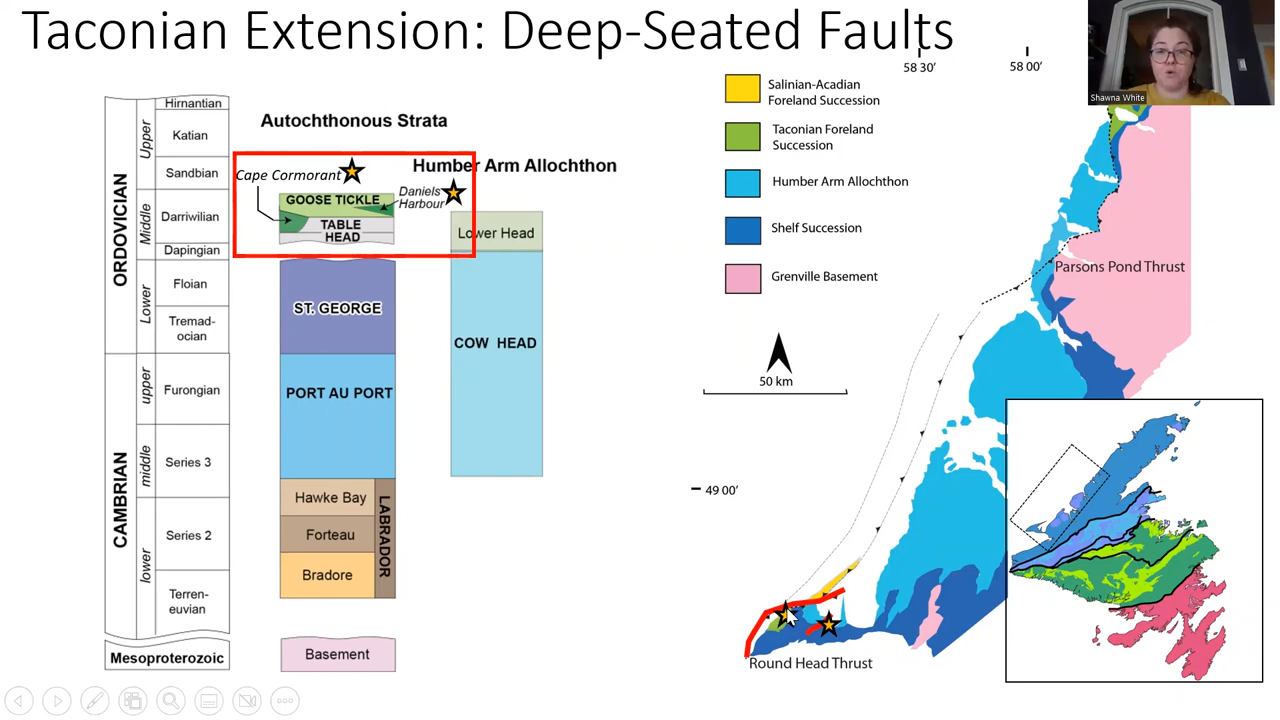 Taconian Extension: Deep-Seated Faults
Shawna White
58 30'
58 00'
Hirnantian
Katian
Sandbian
Darriwilian
Dapingian
Floian
Tremad-
ocian
Furongian
Series 3
Series 2
Terren-
euvian
Upper
Middle
Lower
upper
middle
lower
ORDOVICIAN
CAMBRIAN
Mesoproterozoic
Autochthonous Strata
Humber Arm Allochthon
Cape Cormorant
Daniels
Harbour
GOOSE TICKLE
TABLE
HEAD
Lower Head
ST. GEORGE
COW HEAD
PORT AU PORT
Hawke Bay
Forteau
Bradore
LABRADOR
Basement
Salinian-Acadian
Foreland Succession
Taconian Foreland
Succession
Humber Arm Allochthon
Shelf Succession
Grenville Basement
50 km
49 00'
Parsons Pond Thrust
Round Head Thrust